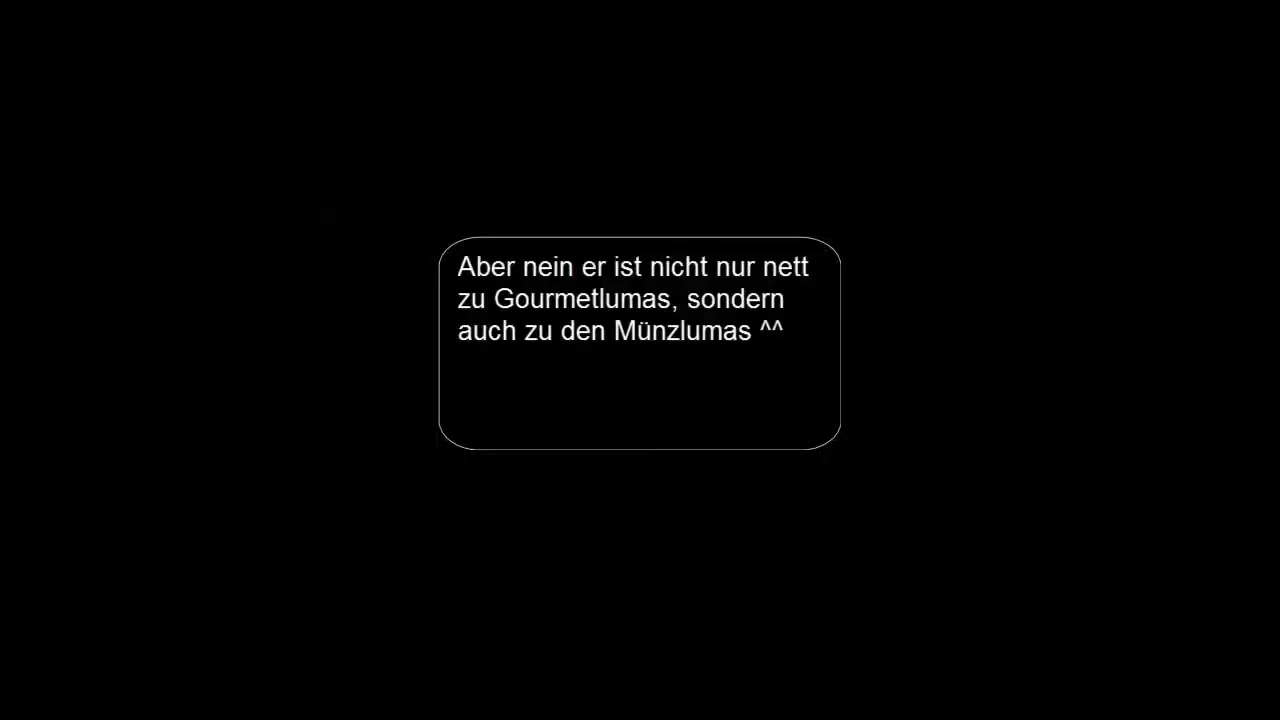 Aber nein er ist nicht nur nett
zu Gourmetlumas, sondern
auch zu den Münzlumas ^^